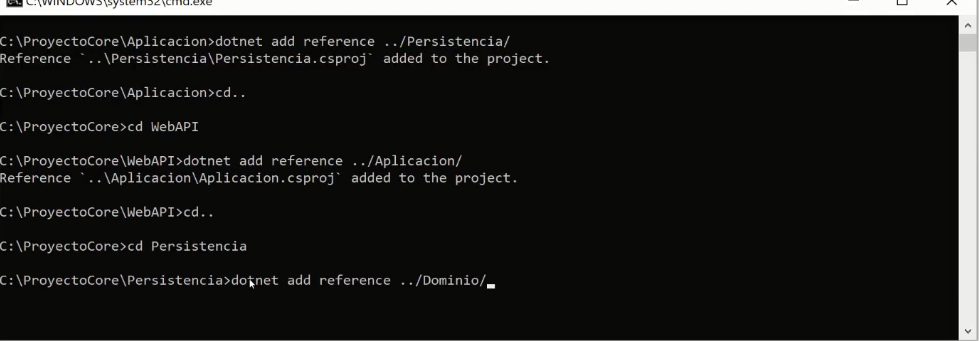 C:\WINDOWS\system32\cmd.exe
C:\ProyectoCore\Aplicacion>dotnet add reference ../Persistencia/
Reference `..\Persistencia\Persistencia.csproj` added to the project.
C:\ProyectoCore\Aplicacion>cd..
C:\ProyectoCore>cd WebAPI
C:\ProyectoCore\WebAPI>dotnet add reference ../Aplicacion/
Reference `..\Aplicacion\Aplicacion.csproj` added to the project.
C:\ProyectoCore\WebAPI>cd..
C:\ProyectoCore>cd Persistencia
C:\ProyectoCore\Persistencia>dotnet add reference ../Dominio/